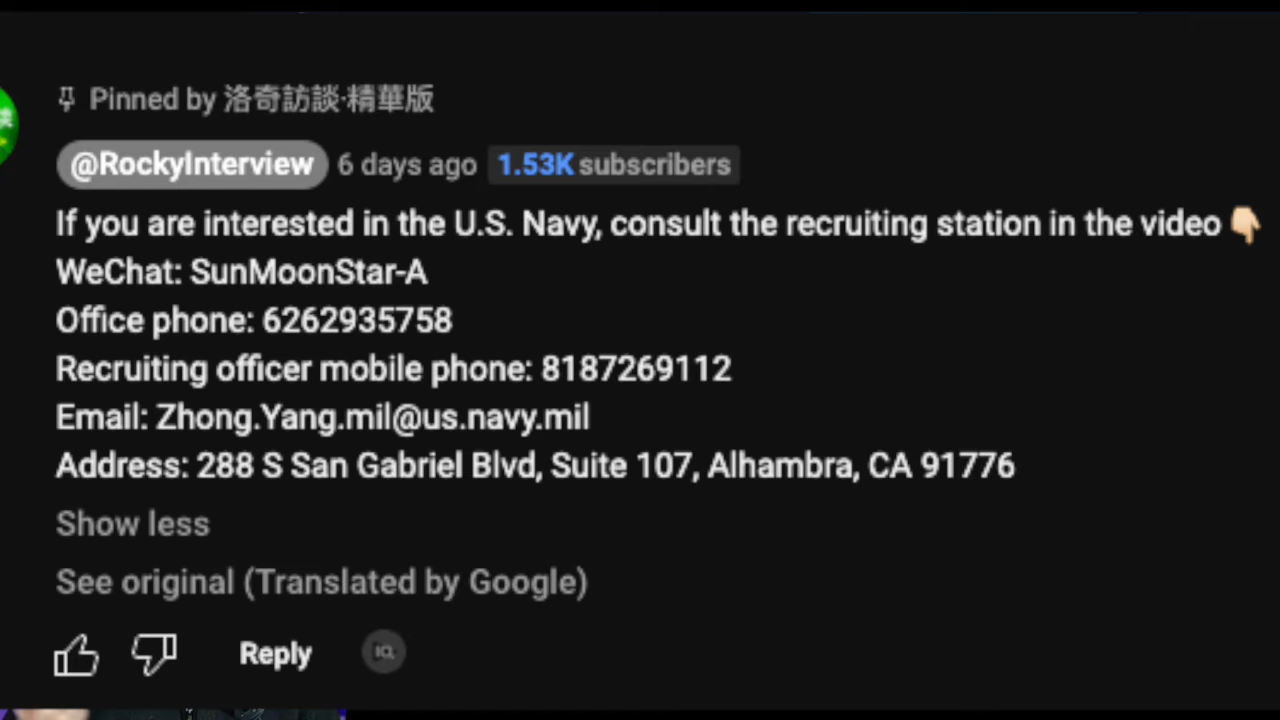 Pinned by 洛奇訪談·精華版
@RockyInterview 6 days ago 1.53K subscribers
If you are interested in the U.S. Navy, consult the recruiting station in the video 👇🏼
WeChat: SunMoonStar-A
Office phone: 6262935758
Recruiting officer mobile phone: 8187269112
Email: Zhong.Yang.mil@us.navy.mil
Address: 288 S San Gabriel Blvd, Suite 107, Alhambra, CA 91776
Show less
See original (Translated by Google)
Reply IQ